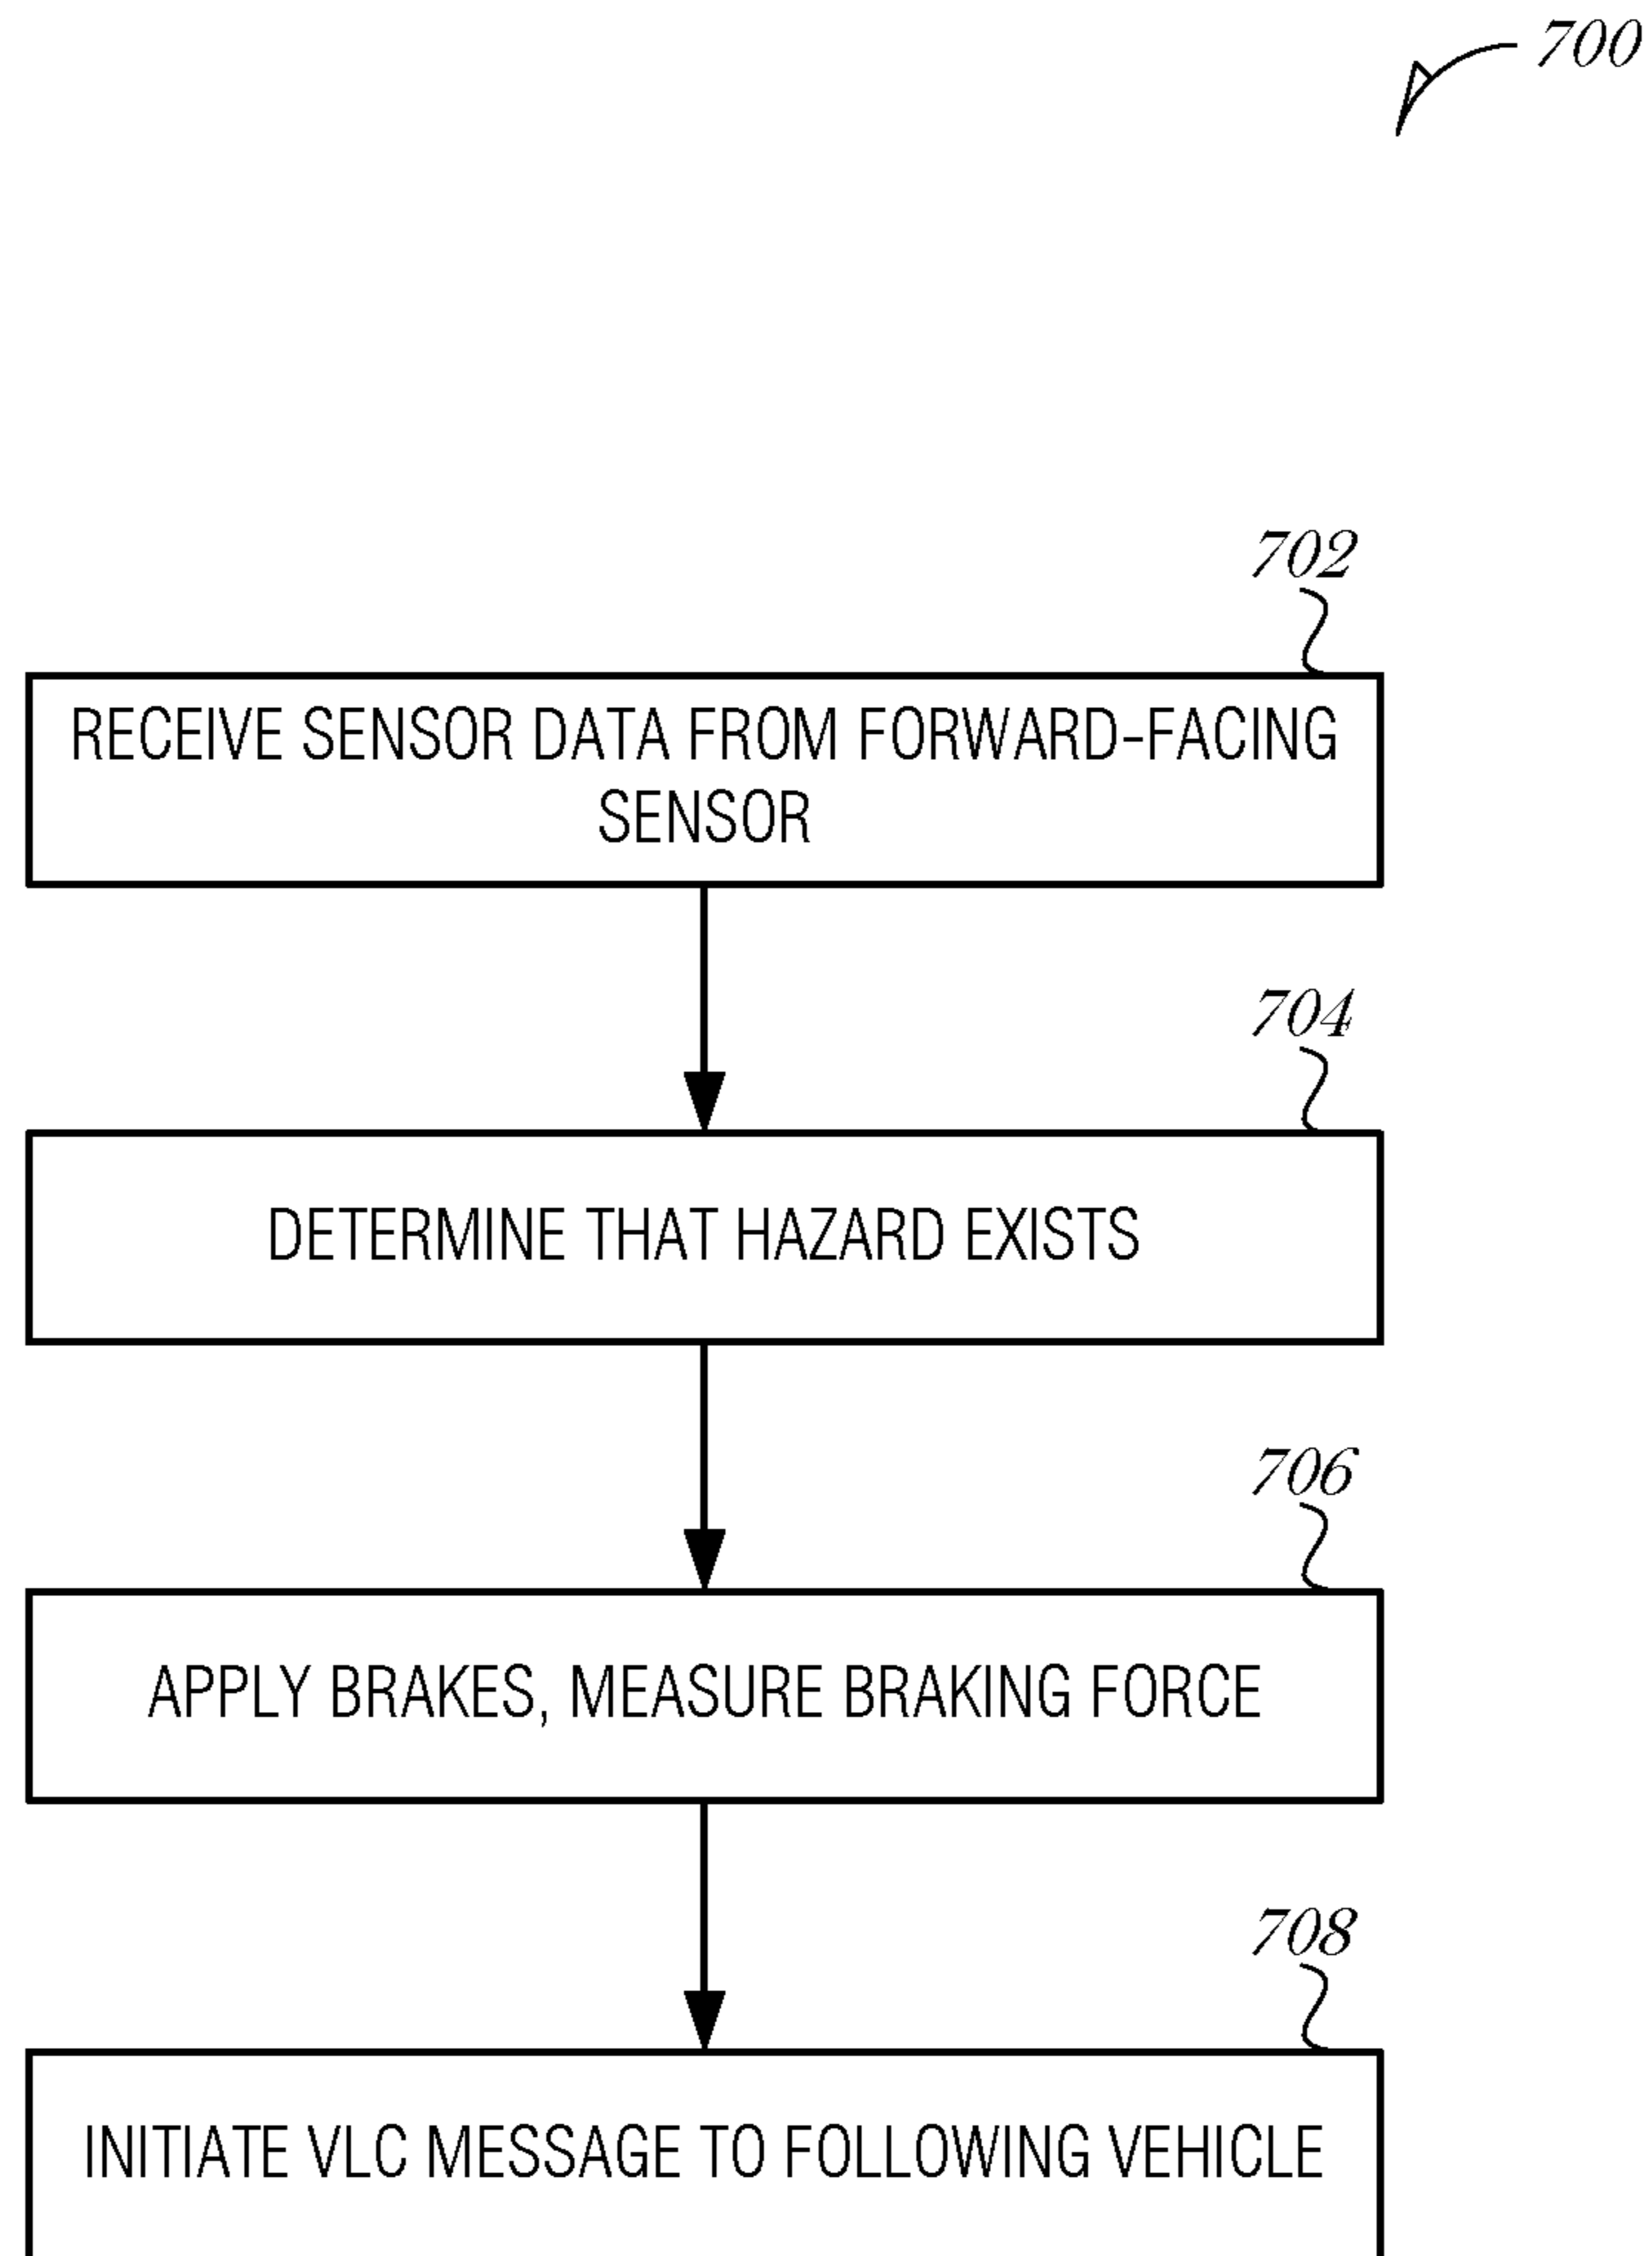 700
702
RECEIVE SENSOR DATA FROM FORWARD-FACING
SENSOR
704
DETERMINE THAT HAZARD EXISTS
706
APPLY BRAKES, MEASURE BRAKING FORCE
708
INITIATE VLC MESSAGE TO FOLLOWING VEHICLE